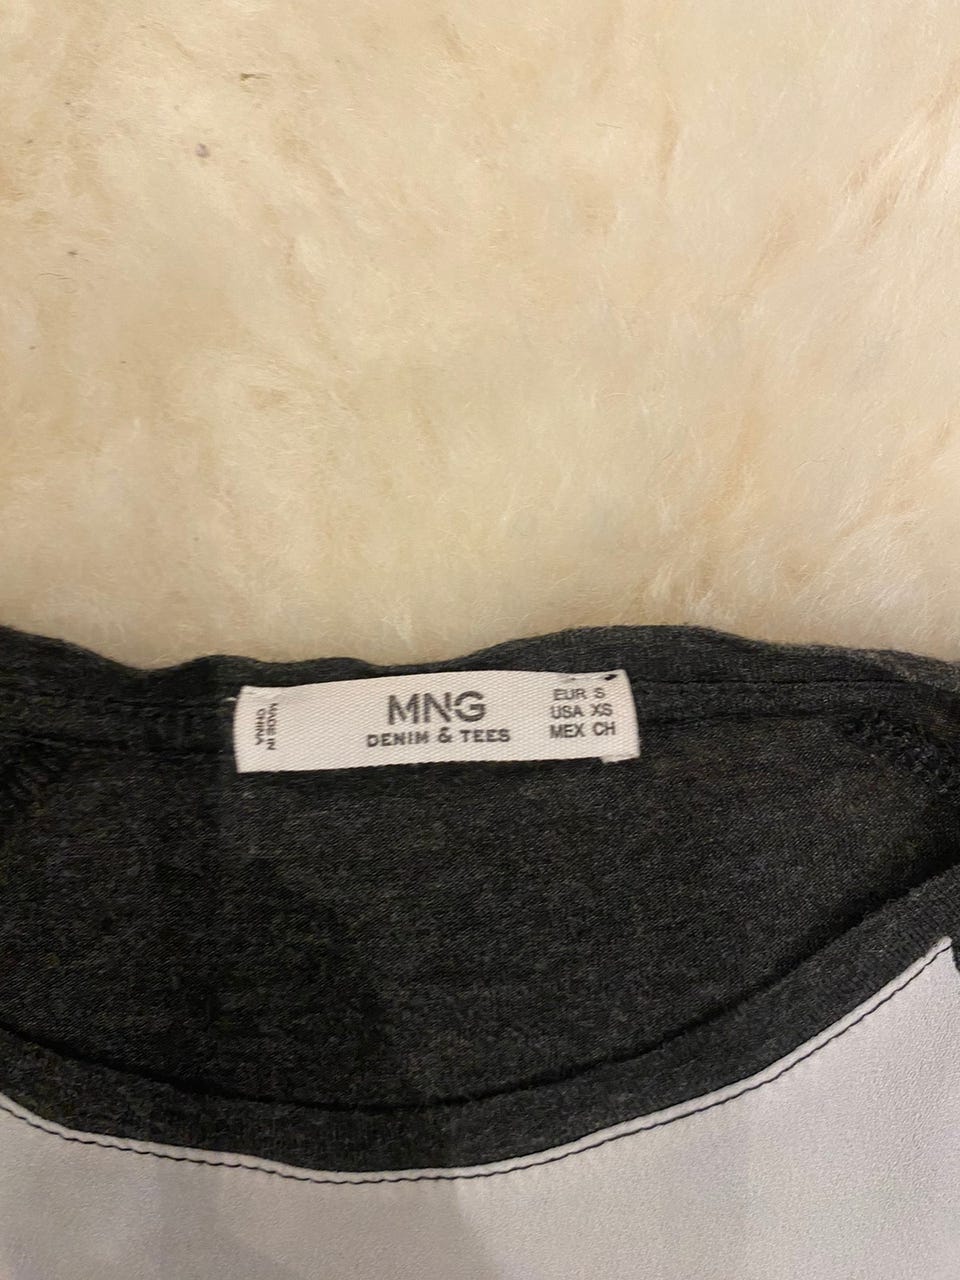 MADE IN
CHINA
MNG
DENIM & TEES
EUR S
USA XS
MEX CH